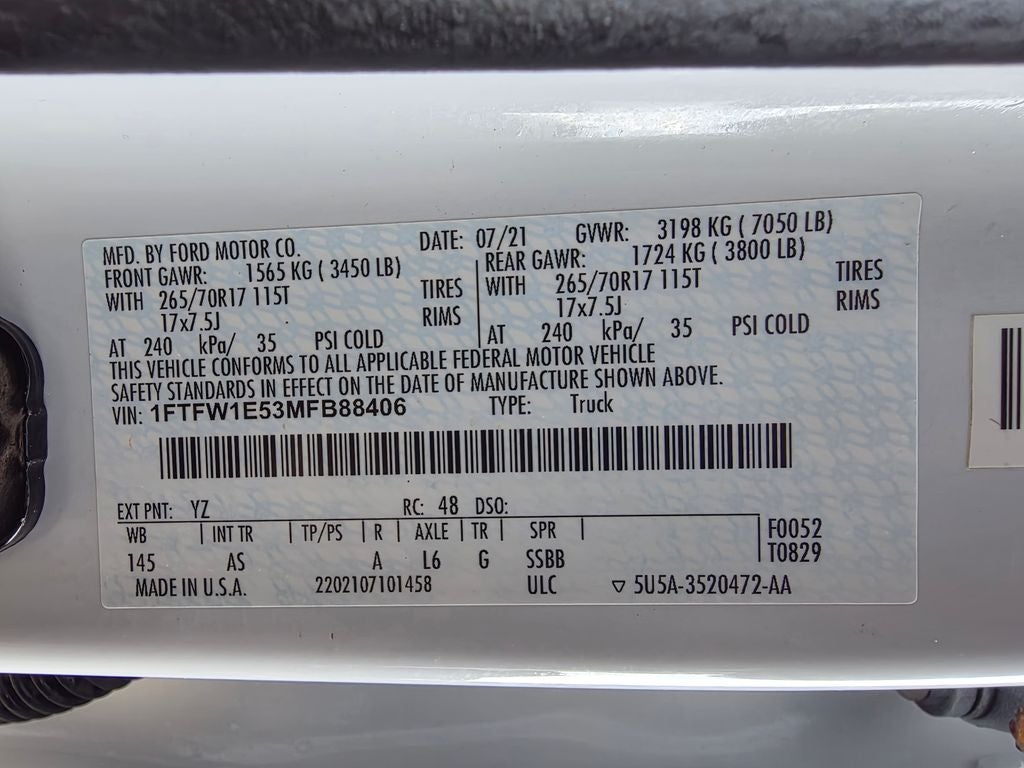 MFD. BY FORD MOTOR CO. DATE: 07/21 GVWR: 3198 KG ( 7050 LB)
FRONT GAWR: 1565 KG ( 3450 LB) REAR GAWR: 1724 KG ( 3800 LB)
WITH 265/70R17 115T TIRES WITH 265/70R17 115T TIRES
17x7.5J RIMS 17x7.5J RIMS
AT 240 kPa/ 35 PSI COLD AT 240 kPa/ 35 PSI COLD
THIS VEHICLE CONFORMS TO ALL APPLICABLE FEDERAL MOTOR VEHICLE
SAFETY STANDARDS IN EFFECT ON THE DATE OF MANUFACTURE SHOWN ABOVE.
VIN: 1FTFW1E53MFB88406 TYPE: Truck
EXT PNT: YZ RC: 48 DSO:
WB INT TR TP/PS R AXLE TR SPR F0052
145 AS A L6 G SSBB T0829
MADE IN U.S.A. 2202107101458 ULC ▽ 5U5A-3520472-AA